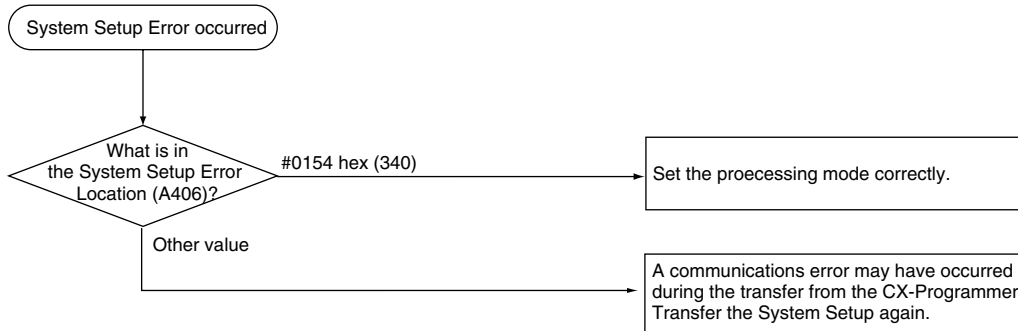 System Setup Error occurred
What is in
the System Setup Error
Location (A406)?
#0154 hex (340)
Set the proecessing mode correctly.
Other value
A communications error may have occurred
during the transfer from the CX-Programmer
Transfer the System Setup again.